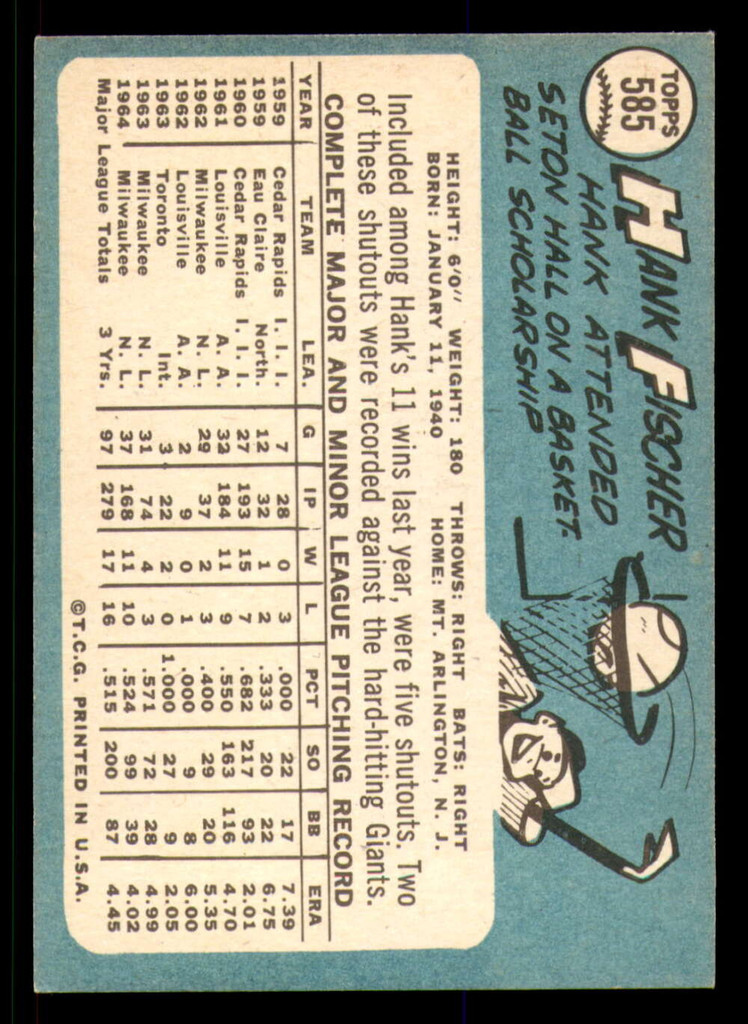 TOPPS
585
HANK FISCHER
HANK ATTENDED
SETON HALL ON A BASKET-
BALL SCHOLARSHIP
HEIGHT: 6'0" WEIGHT: 180 THROWS: RIGHT BATS: RIGHT
BORN: JANUARY 11, 1940 HOME: MT. ARLINGTON, N. J.
Included among Hank's 11 wins last year, were five shutouts. Two
of these shutouts were recorded against the hard-hitting Giants.
COMPLETE MAJOR AND MINOR LEAGUE PITCHING RECORD
YEAR TEAM LEA. G IP W L PCT SO BB ERA
1959 Cedar Rapids I. I. I. 7 28 0 3 .000 22 17 7.39
1959 Eau Claire North. 12 32 1 2 .333 20 22 6.75
1960 Cedar Rapids I. I. I. 27 193 15 7 .682 217 93 2.01
1961 Louisville A. A. 32 184 11 9 .550 163 116 4.70
1962 Milwaukee N. L. 29 37 2 3 .400 29 20 5.35
1962 Louisville A. A. 2 9 0 1 .000 9 8 6.00
1963 Toronto Int. 3 22 2 0 1.000 27 9 2.05
1963 Milwaukee N. L. 31 74 4 3 .571 72 28 4.99
1964 Milwaukee N. L. 37 168 11 10 .524 99 39 4.02
Major League Totals 3 Yrs. 97 279 17 16 .515 200 87 4.45
©T.C.G. PRINTED IN U.S.A.